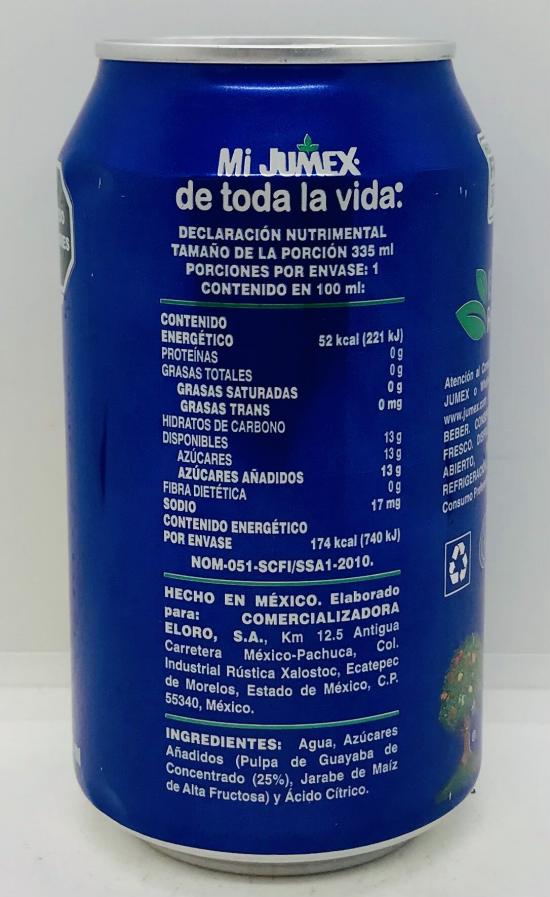 Mi JUMEX
de toda la vida:
DECLARACIÓN NUTRIMENTAL
TAMAÑO DE LA PORCIÓN 335 ml
PORCIONES POR ENVASE: 1
CONTENIDO EN 100 ml:
CONTENIDO
ENERGÉTICO 52 kcal (221 kJ)
PROTEÍNAS 0 g
GRASAS TOTALES 0 g
GRASAS SATURADAS 0 g
GRASAS TRANS 0 mg
HIDRATOS DE CARBONO
DISPONIBLES 13 g
AZÚCARES 13 g
AZÚCARES AÑADIDOS 13 g
FIBRA DIETÉTICA 0 g
SODIO 17 mg
CONTENIDO ENERGÉTICO
POR ENVASE 174 kcal (740 kJ)
NOM-051-SCFI/SSA1-2010.
HECHO EN MÉXICO. Elaborado
para: COMERCIALIZADORA
ELORO, S.A., Km 12.5 Antigua
Carretera México-Pachuca, Col.
Industrial Rústica Xalostoc, Ecatepec
de Morelos, Estado de México, C.P.
55340, México.
INGREDIENTES: Agua, Azúcares
Añadidos (Pulpa de Guayaba de
Concentrado (25%), Jarabe de Maíz
de Alta Fructosa) y Ácido Cítrico.
Atención al
JUMEX o
www.jumex.com
BEBER.
FRESCO.
ABIERTO,
Consumo